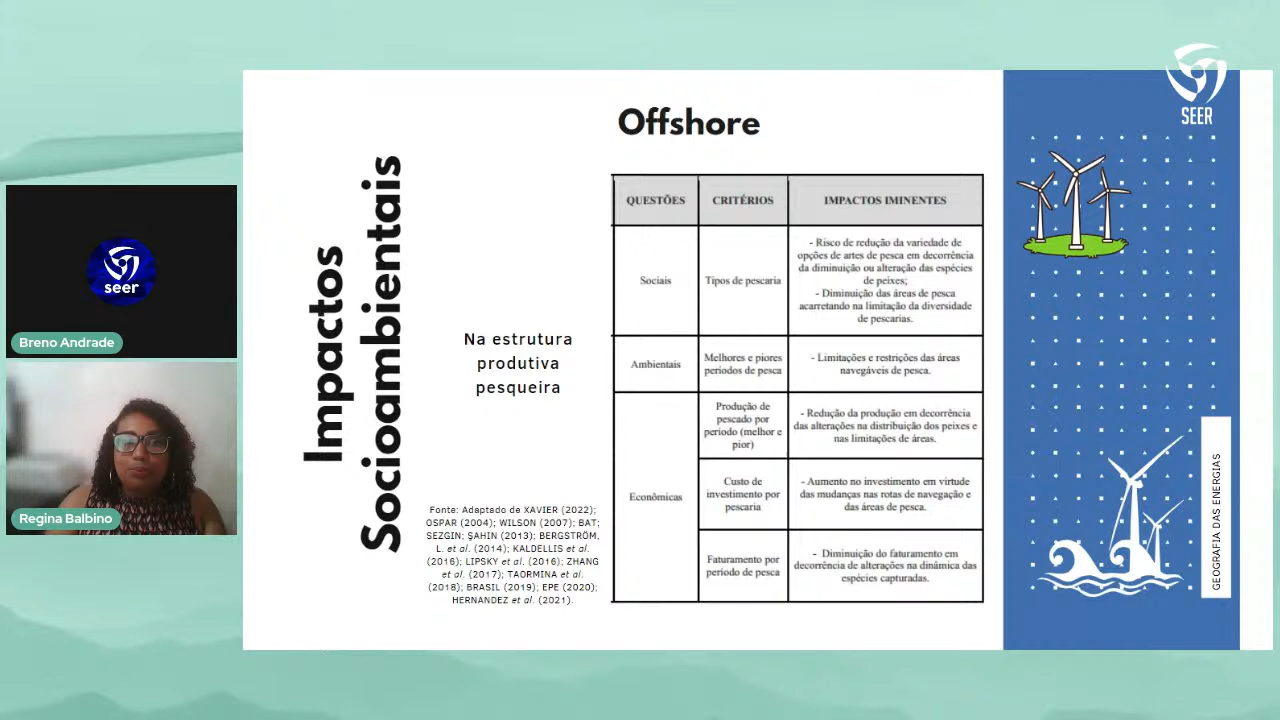 SEER
Offshore
Impactos
Socioambientais
Na estrutura
produtiva
pesqueira
Fonte: Adaptado de XAVIER (2022);
OSPAR (2004); WILSON (2007); BAT;
SEZGIN; ŞAHIN (2013); BERGSTRÖM,
L. et al. (2014); KALDELLIS et al.
(2016); LIPSKY et al. (2016); ZHANG
et al. (2017); TAORMINA et al.
(2018); BRASIL (2019); EPE (2020);
HERNANDEZ et al. (2021).
QUESTÕES
CRITÉRIOS
IMPACTOS IMINENTES
Sociais
Tipos de pescaria
- Risco de redução da variedade de
opções de artes de pesca em decorrência
da diminuição ou alteração das espécies
de peixes;
- Diminuição das áreas de pesca
acarretando na limitação da diversidade
de pescarias.
Ambientais
Melhores e piores
períodos de pesca
- Limitações e restrições das áreas
navegáveis de pesca.
Econômicas
Produção de
pescado por
período (melhor e
pior)
- Redução da produção em decorrência
das alterações na distribuição dos peixes e
nas limitações de áreas.
Custo de
investimento por
pescaria
- Aumento no investimento em virtude
das mudanças nas rotas de navegação e
das áreas de pesca.
Faturamento por
período de pesca
- Diminuição do faturamento em
decorrência de alterações na dinâmica das
espécies capturadas.
GEOGRAFIA DAS ENERGIAS
seer
Breno Andrade
Regina Balbino